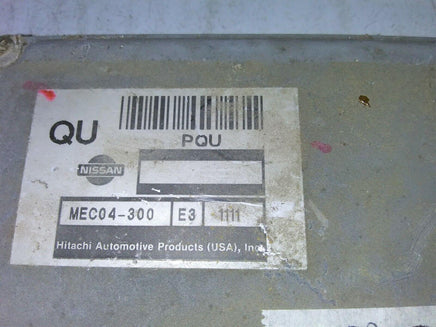 QU
PQU
NISSAN
MEC04-300 E3 1111
Hitachi Automotive Products (USA), Inc.